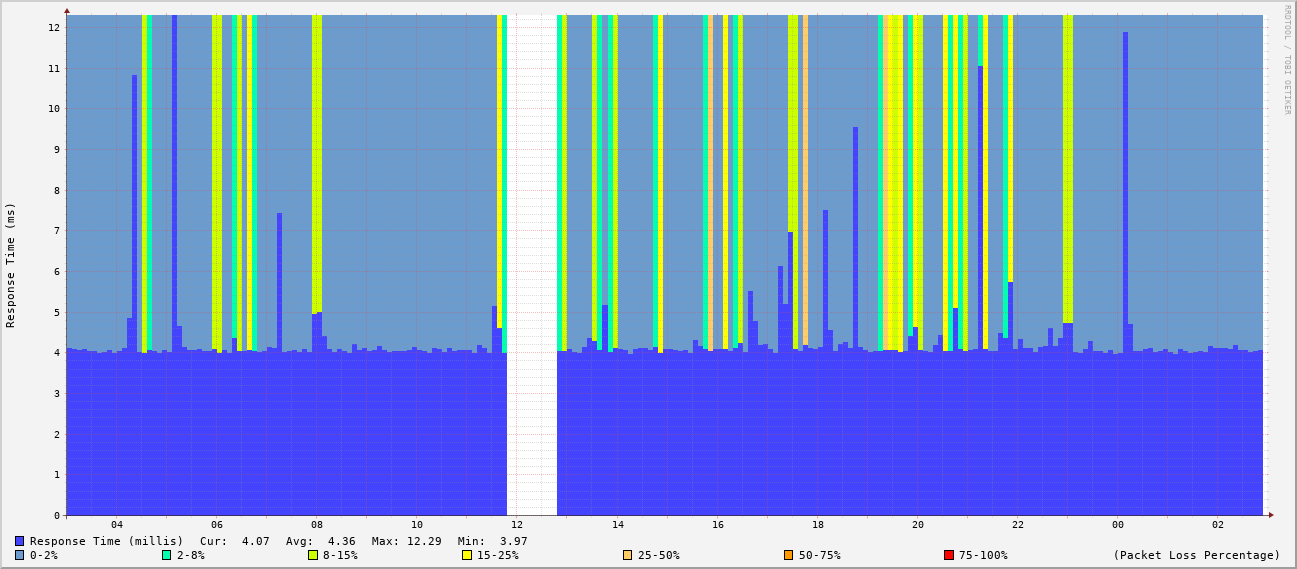 RRDTOOL / TOBI OETIKER
Response Time (ms)
12
11
10
9
8
7
6
5
4
3
2
1
0
04 06 08 10 12 14 16 18 20 22 00 02
Response Time (millis) Cur: 4.07 Avg: 4.36 Max: 12.29 Min: 3.97
0-2% 2-8% 8-15% 15-25% 25-50% 50-75% 75-100% (Packet Loss Percentage)